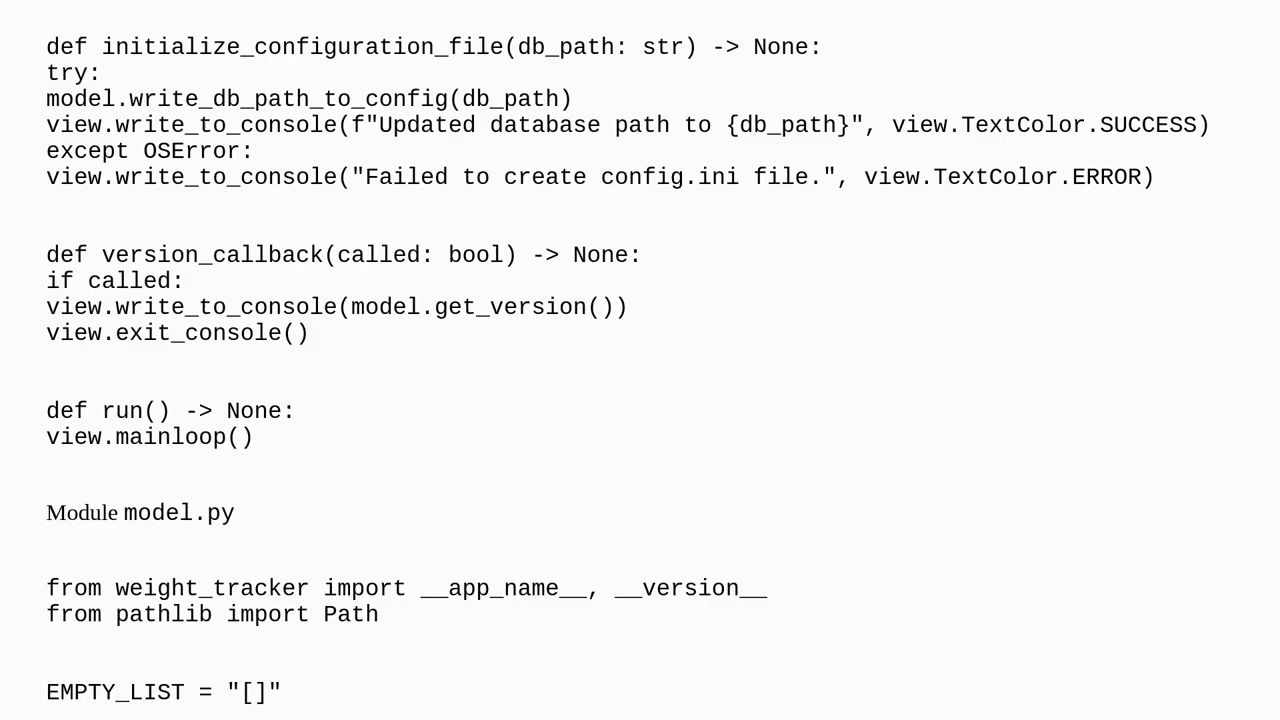 def initialize_configuration_file(db_path: str) -> None:
try:
model.write_db_path_to_config(db_path)
view.write_to_console(f"Updated database path to {db_path}", view.TextColor.SUCCESS)
except OSError:
view.write_to_console("Failed to create config.ini file.", view.TextColor.ERROR)
def version_callback(called: bool) -> None:
if called:
view.write_to_console(model.get_version())
view.exit_console()
def run() -> None:
view.mainloop()
Module model.py
from weight_tracker import __app_name__, __version__
from pathlib import Path
EMPTY_LIST = "[]"